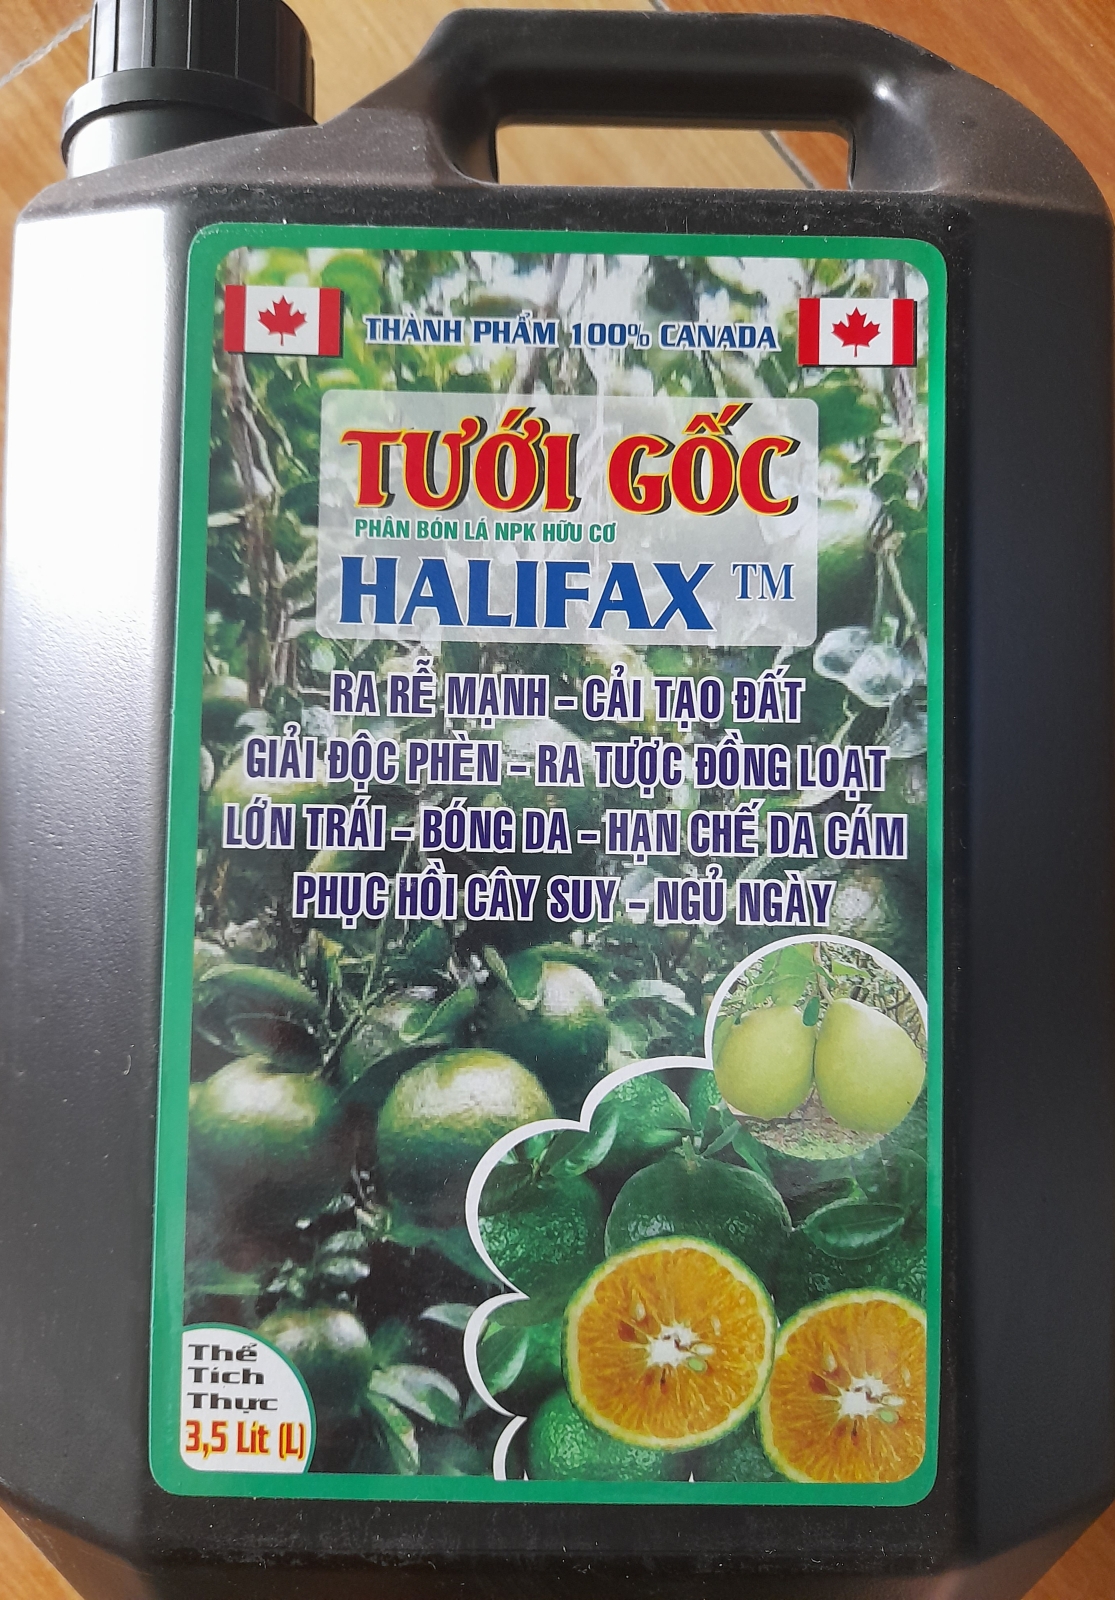 THÀNH PHẨM 100% CANADA
TƯỚI GỐC
PHÂN BÓN LÁ NPK HỮU CƠ
HALIFAX TM
RA RỄ MẠNH – CẢI TẠO ĐẤT
GIẢI ĐỘC PHÈN – RA TƯỢC ĐỒNG LOẠT
LỚN TRÁI – BÓNG DA – HẠN CHẾ DA CÁM
PHỤC HỒI CÂY SUY – NGỦ NGÀY
Thể
Tích
Thực
3,5 Lít (L)